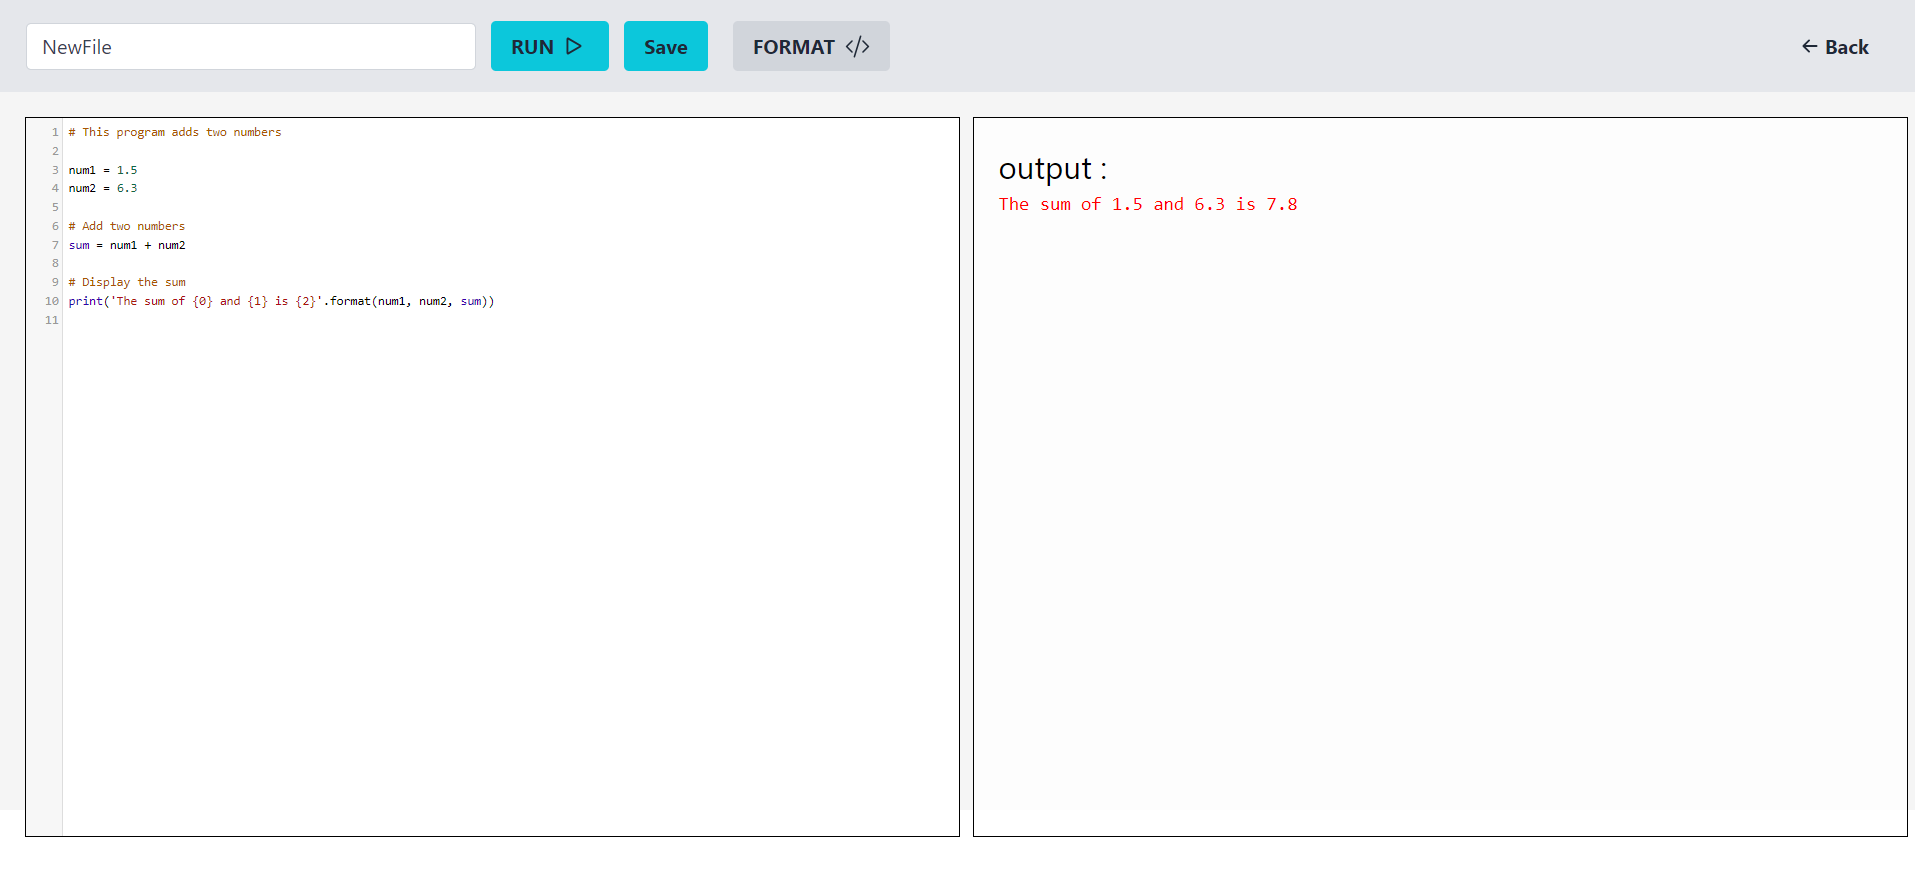 NewFile
RUN
Save
FORMAT </>
← Back
1 # This program adds two numbers
2
3 num1 = 1.5
4 num2 = 6.3
5
6 # Add two numbers
7 sum = num1 + num2
8
9 # Display the sum
10 print('The sum of {0} and {1} is {2}'.format(num1, num2, sum))
11
output :
The sum of 1.5 and 6.3 is 7.8